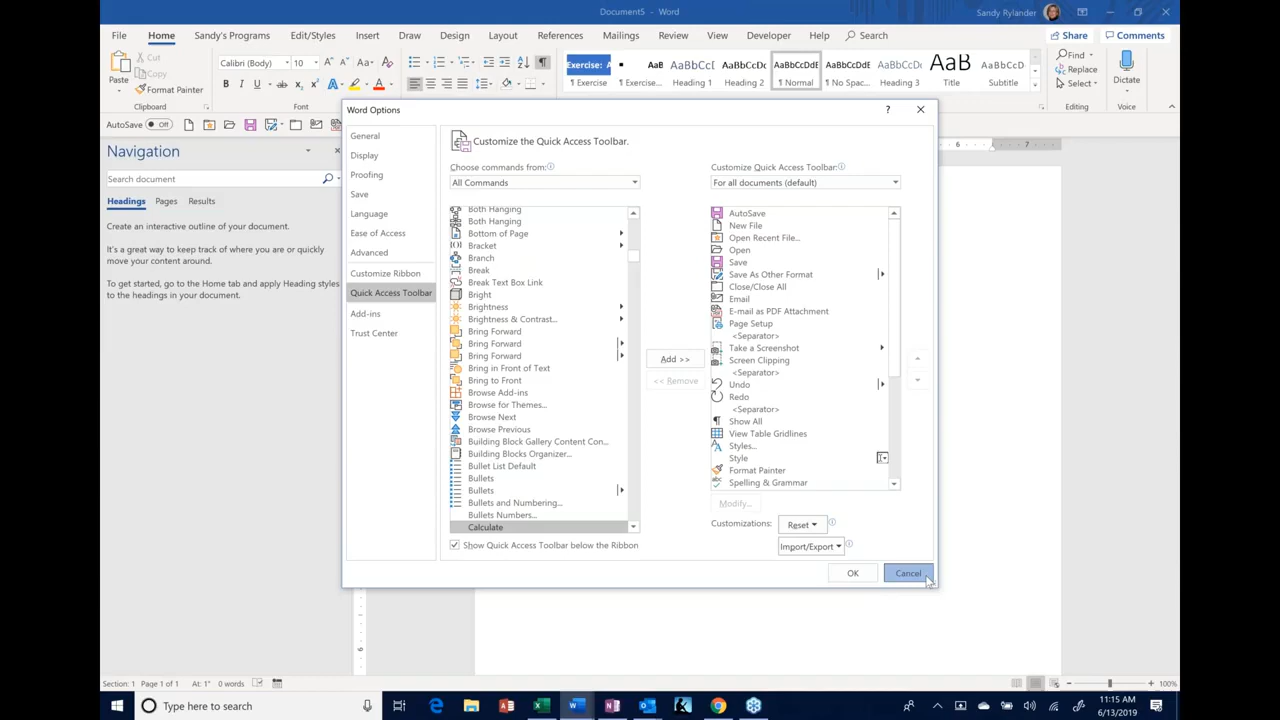 Document5 - Word
Sandy Rylander
File Home Sandy's Programs Edit/Styles Insert Draw Design Layout References Mailings Review View Developer Help Search Share Comments
Paste
Cut
Copy
Format Painter
Clipboard
Calibri (Body) 10
Font
Exercise: A
¶ Exercise
AaB
¶ Exercise...
AaBbCcD
Heading 1
AaBbCcDdE
Heading 2
AaBbCcDdE
¶ Normal
AaBbCcDdE
¶ No Spac...
AaBbCcDd
Heading 3
AaB
Title
AaBbCcD
Subtitle
Find
Replace
Select
Editing
Dictate
Voice
AutoSave Off
Navigation
Search document
Headings Pages Results
Create an interactive outline of your document.
It's a great way to keep track of where you are or quickly
move your content around.
To get started, go to the Home tab and apply Heading styles
to the headings in your document.
Word Options
General
Display
Proofing
Save
Language
Ease of Access
Advanced
Customize Ribbon
Quick Access Toolbar
Add-ins
Trust Center
Customize the Quick Access Toolbar.
Choose commands from:
All Commands
Both Hanging
Both Hanging
Bottom of Page
Bracket
Branch
Break
Break Text Box Link
Bright
Brightness
Brightness & Contrast...
Bring Forward
Bring Forward
Bring Forward
Bring in Front of Text
Bring to Front
Browse Add-ins
Browse for Themes...
Browse Next
Browse Previous
Building Block Gallery Content Con...
Building Blocks Organizer...
Bullet List Default
Bullets
Bullets
Bullets and Numbering...
Bullets Numbers...
Calculate
Show Quick Access Toolbar below the Ribbon
Add >>
<< Remove
Customize Quick Access Toolbar:
For all documents (default)
AutoSave
New File
Open Recent File...
Open
Save
Save As Other Format
Close/Close All
Email
E-mail as PDF Attachment
Page Setup
<Separator>
Take a Screenshot
Screen Clipping
<Separator>
Undo
Redo
<Separator>
Show All
View Table Gridlines
Styles...
Style
Format Painter
Spelling & Grammar
Modify...
Customizations: Reset
Import/Export
OK Cancel
6 7
Section: 1 Page 1 of 1 At: 1" 0 words
100%
Type here to search
11:15 AM
6/13/2019